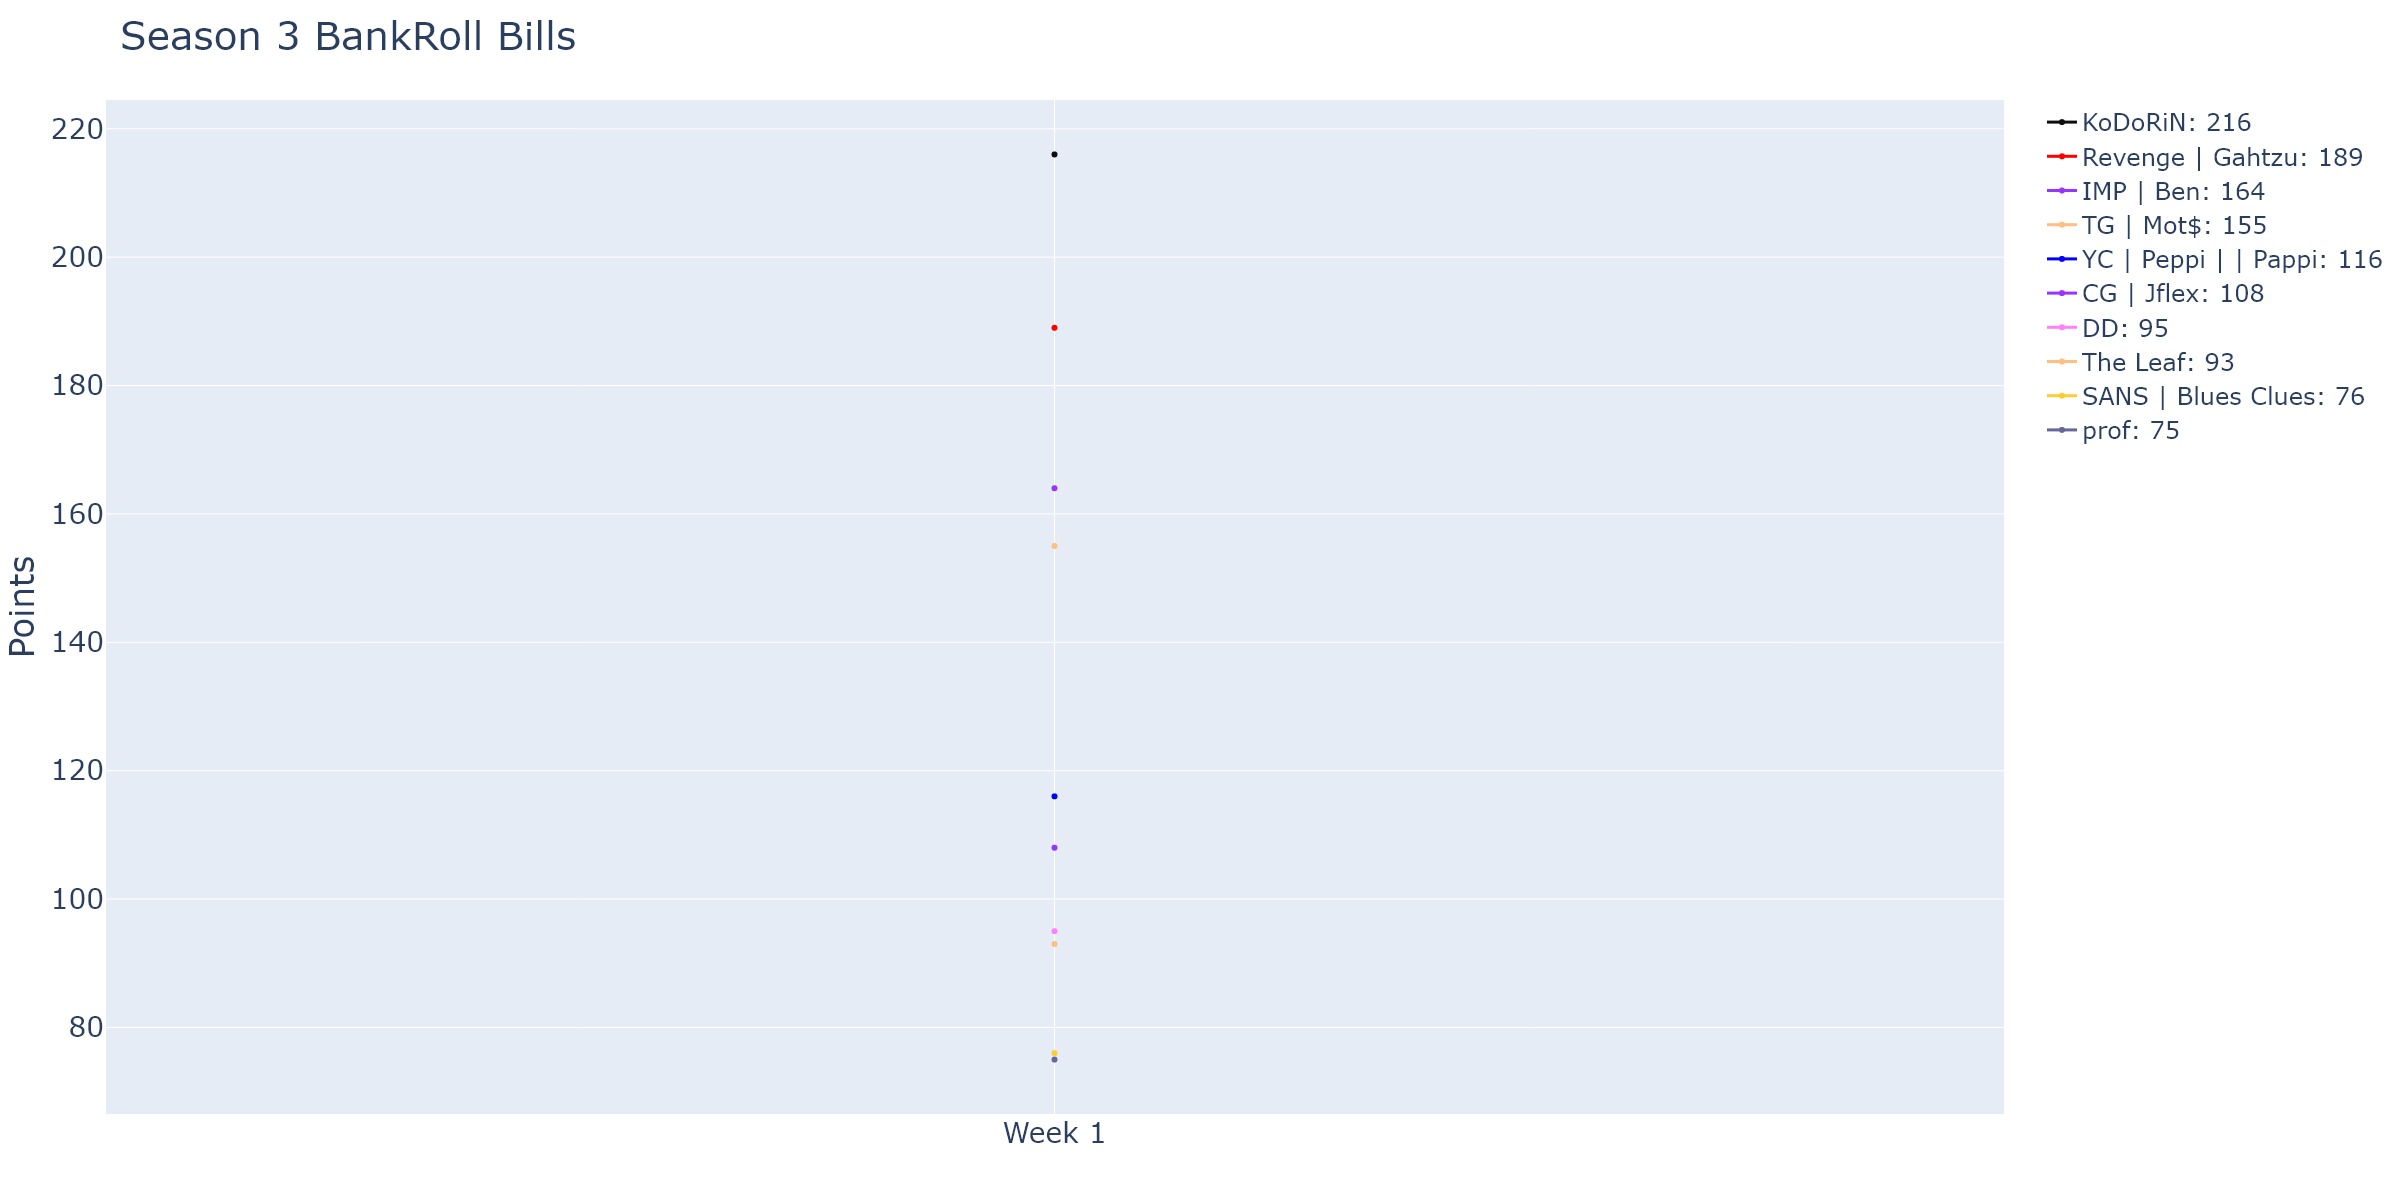 Season 3 BankRoll Bills
220
200
180
160
140
120
100
80
Points
Week 1
KoDoRiN: 216
Revenge | Gahtzu: 189
IMP | Ben: 164
TG | Mot$: 155
YC | Peppi | | Pappi: 116
CG | Jflex: 108
DD: 95
The Leaf: 93
SANS | Blues Clues: 76
prof: 75